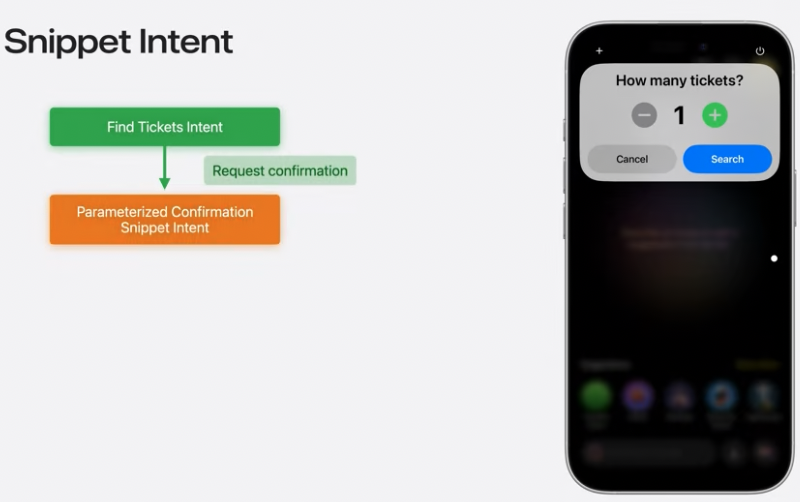 Snippet Intent
Find Tickets Intent
Request confirmation
Parameterized Confirmation
Snippet Intent
How many tickets?
1
Cancel
Search